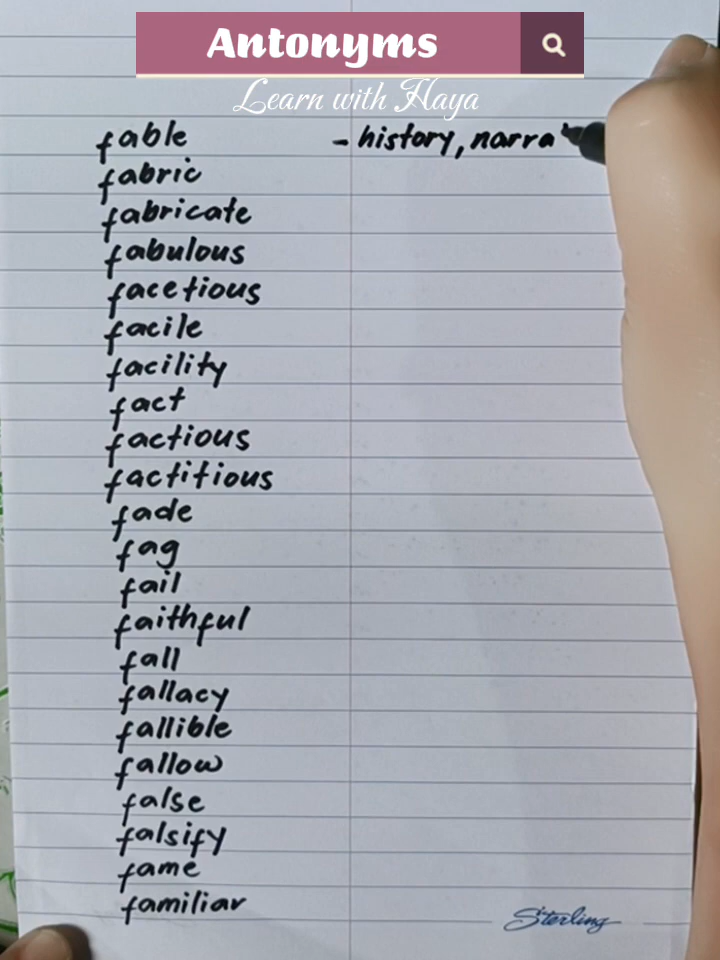 Antonyms
Learn with Haya
fable - history, narra
fabric
fabricate
fabulous
facetious
facile
facility
fact
factious
factitious
fade
fag
fail
faithful
fall
fallacy
fallible
fallow
false
falsify
fame
familiar
Sterling